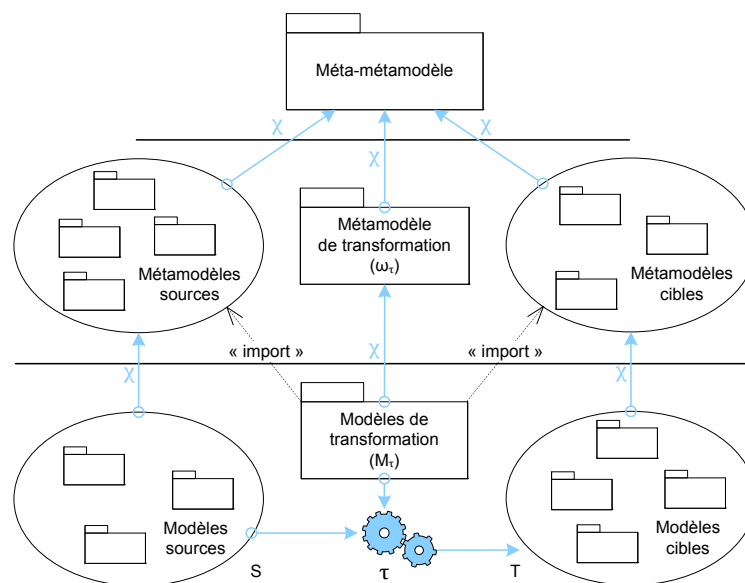 Méta-métamodèle
χ
χ
χ
Métamodèle
de transformation
(ωτ)
Métamodèles
sources
Métamodèles
cibles
« import »
« import »
χ
χ
χ
Modèles de
transformation
(Mτ)
Modèles
sources
Modèles
cibles
S
τ
T